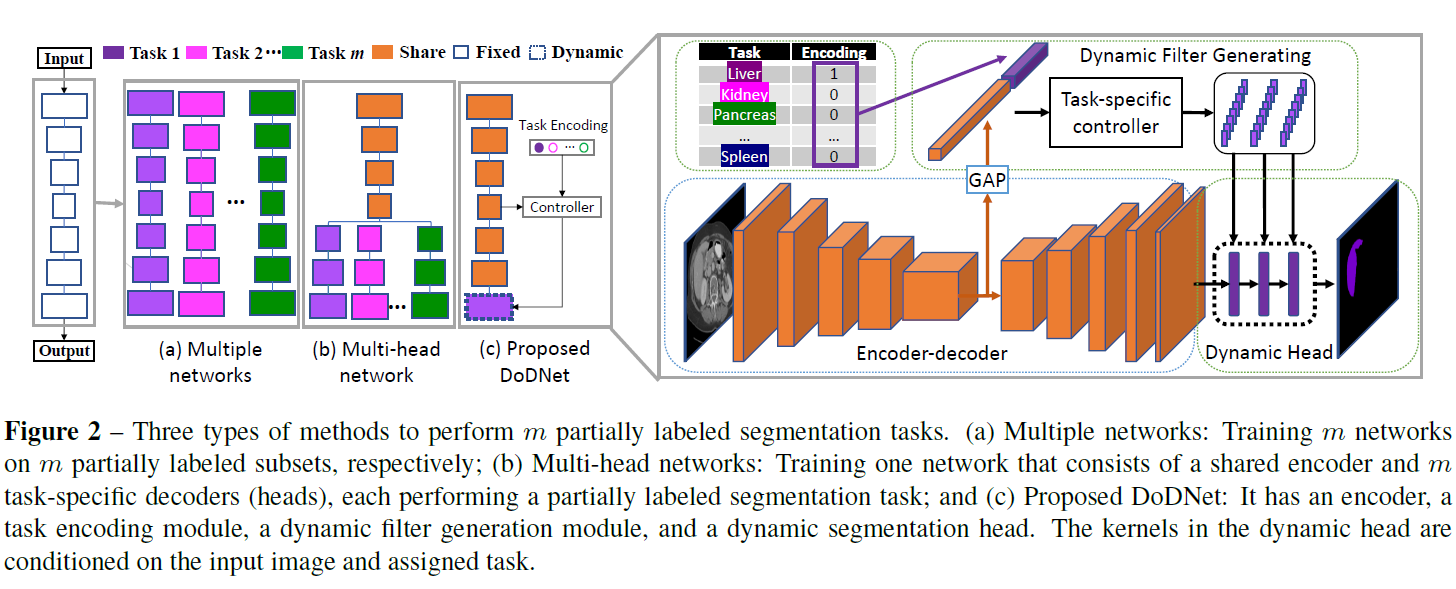 Input
Task 1 Task 2 ··· Task m Share Fixed Dynamic
Task Encoding
···
Controller
···
···
Output
(a) Multiple
networks
(b) Multi-head
network
(c) Proposed
DoDNet
Task Encoding
Liver 1
Kidney 0
Pancreas 0
... ...
Spleen 0
Dynamic Filter Generating
Task-specific
controller
GAP
Encoder-decoder
Dynamic Head
Figure 2 – Three types of methods to perform m partially labeled segmentation tasks. (a) Multiple networks: Training m networks
on m partially labeled subsets, respectively; (b) Multi-head networks: Training one network that consists of a shared encoder and m
task-specific decoders (heads), each performing a partially labeled segmentation task; and (c) Proposed DoDNet: It has an encoder, a
task encoding module, a dynamic filter generation module, and a dynamic segmentation head. The kernels in the dynamic head are
conditioned on the input image and assigned task.